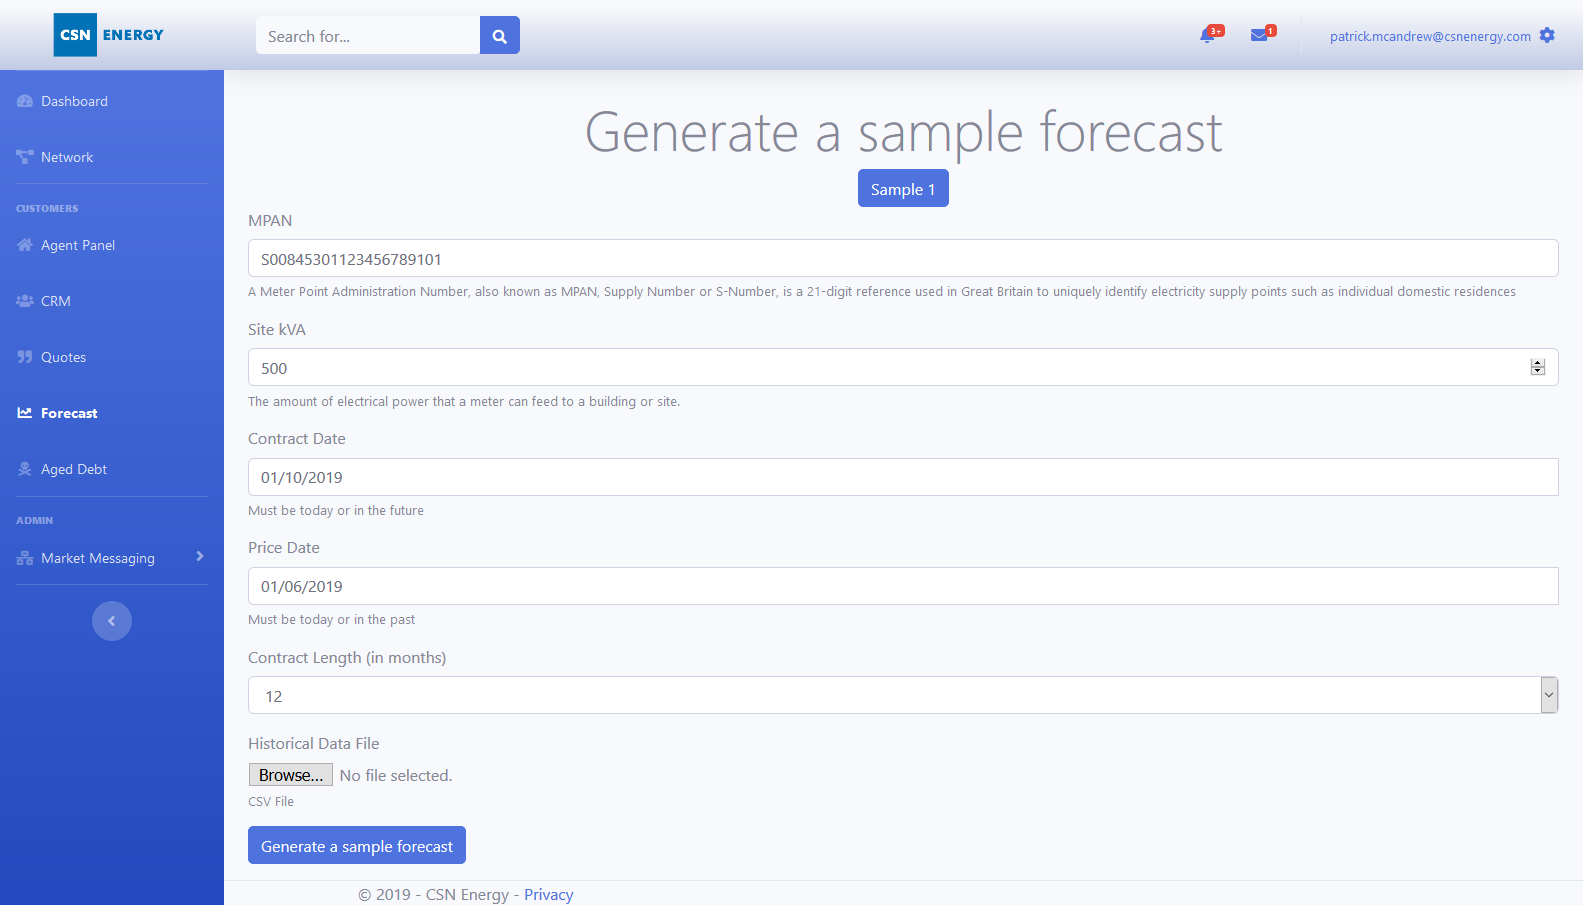 CSN ENERGY
Search for...
3+
1
patrick.mcandrew@csnenergy.com
Dashboard
Network
CUSTOMERS
Agent Panel
CRM
Quotes
Forecast
Aged Debt
ADMIN
Market Messaging
Generate a sample forecast
Sample 1
MPAN
S00845301123456789101
A Meter Point Administration Number, also known as MPAN, Supply Number or S-Number, is a 21-digit reference used in Great Britain to uniquely identify electricity supply points such as individual domestic residences
Site kVA
500
The amount of electrical power that a meter can feed to a building or site.
Contract Date
01/10/2019
Must be today or in the future
Price Date
01/06/2019
Must be today or in the past
Contract Length (in months)
12
Historical Data File
Browse... No file selected.
CSV File
Generate a sample forecast
© 2019 - CSN Energy - Privacy